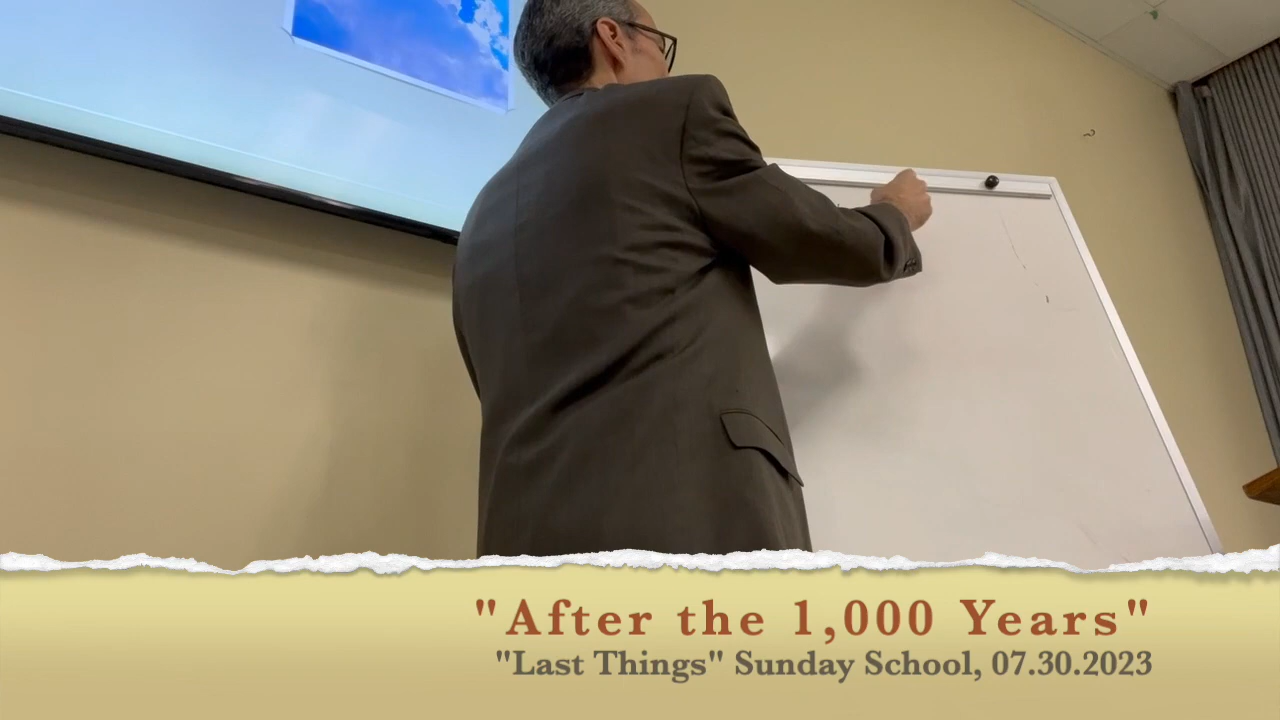 "After the 1,000 Years"
"Last Things" Sunday School, 07.30.2023